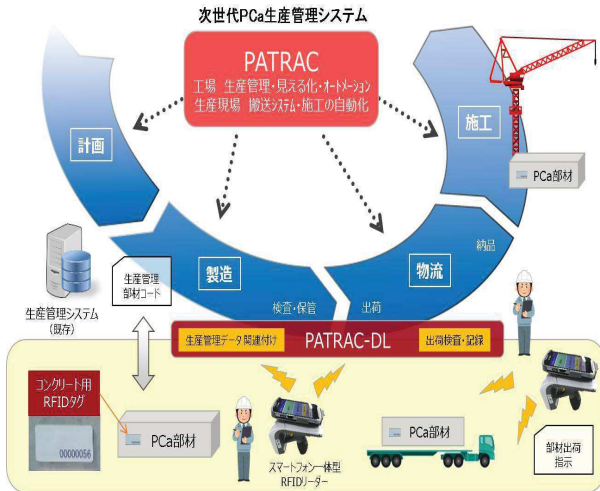 次世代PCa生産管理システム
PATRAC
工場 生産管理・見える化・オートメーション
生産現場 搬送システム・施工の自動化
計画
施工
PCa部材
製造
物流
納品
検査・保管
出荷
生産管理
部材コード
生産管理システム
(既存)
生産管理データ関連付け
PATRAC-DL
出荷検査・記録
コンクリート用
RFIDタグ
00000056
PCa部材
スマートフォン一体型
RFIDリーダー
PCa部材
部材出荷
指示